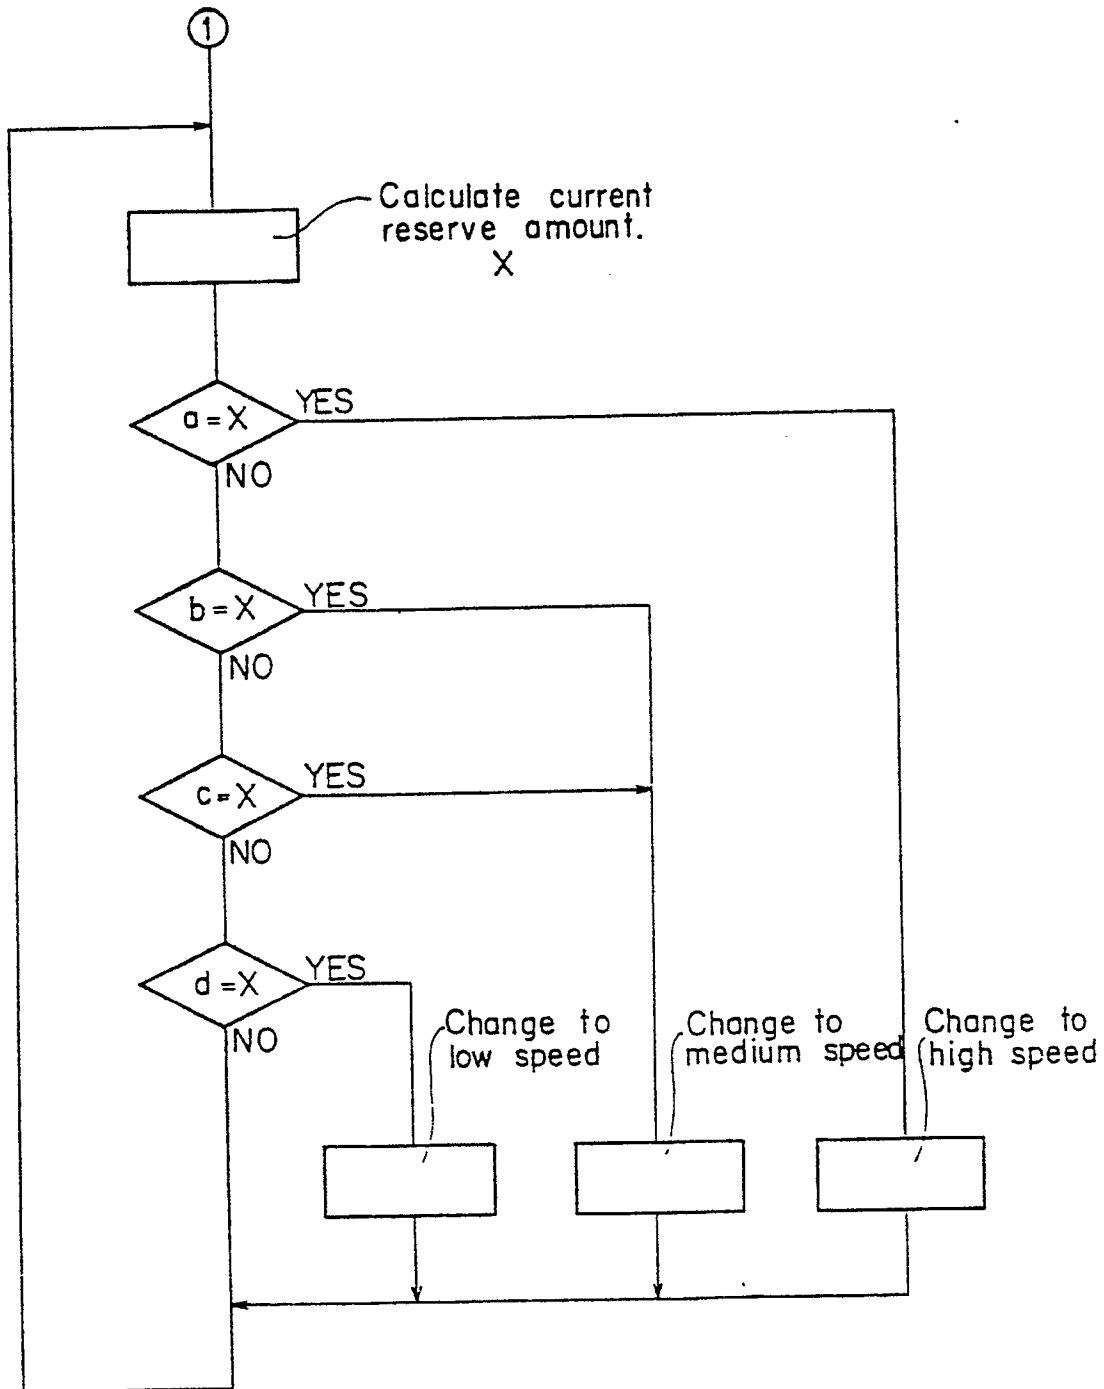 1
Calculate current
reserve amount.
X
a = X
YES
NO
b = X
YES
NO
c = X
YES
NO
d = X
YES
NO
Change to
low speed
Change to
medium speed
Change to
high speed